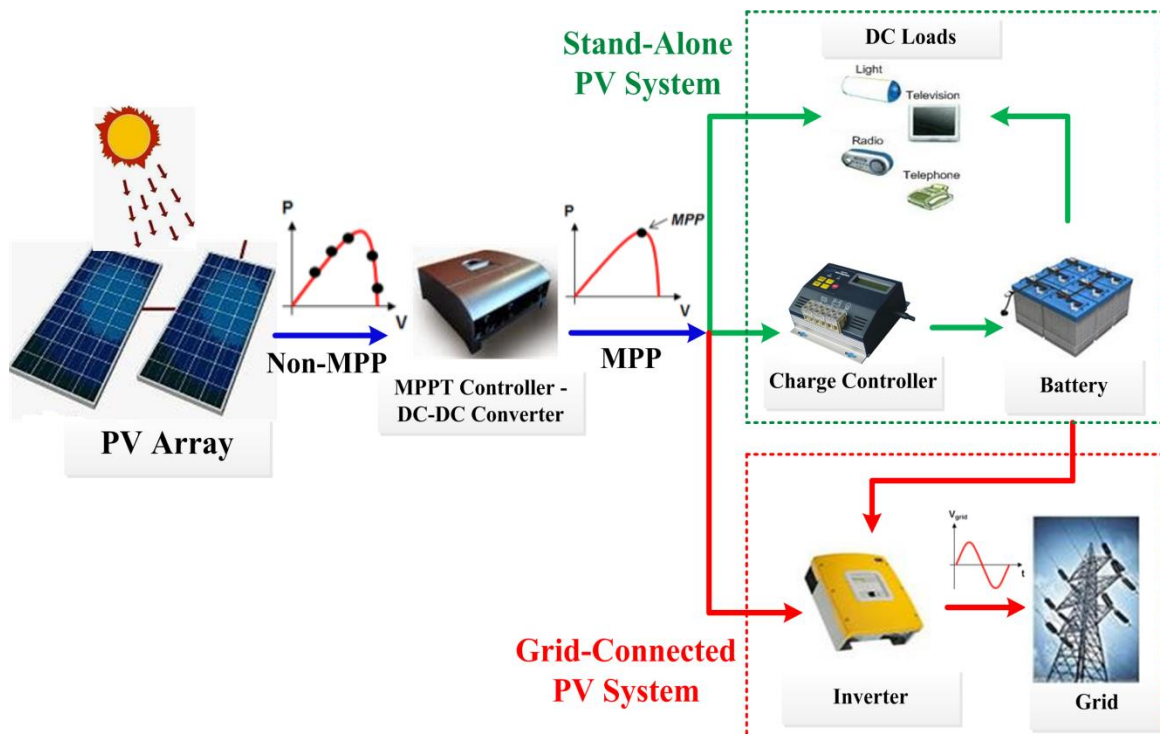 Stand-Alone
PV System
DC Loads
Light
Television
Radio
Telephone
P
V
Non-MPP
MPPT Controller -
DC-DC Converter
P
MPP
V
MPP
PV Array
Charge Controller
Battery
Vgrid
t
Grid-Connected
PV System
Inverter
Grid